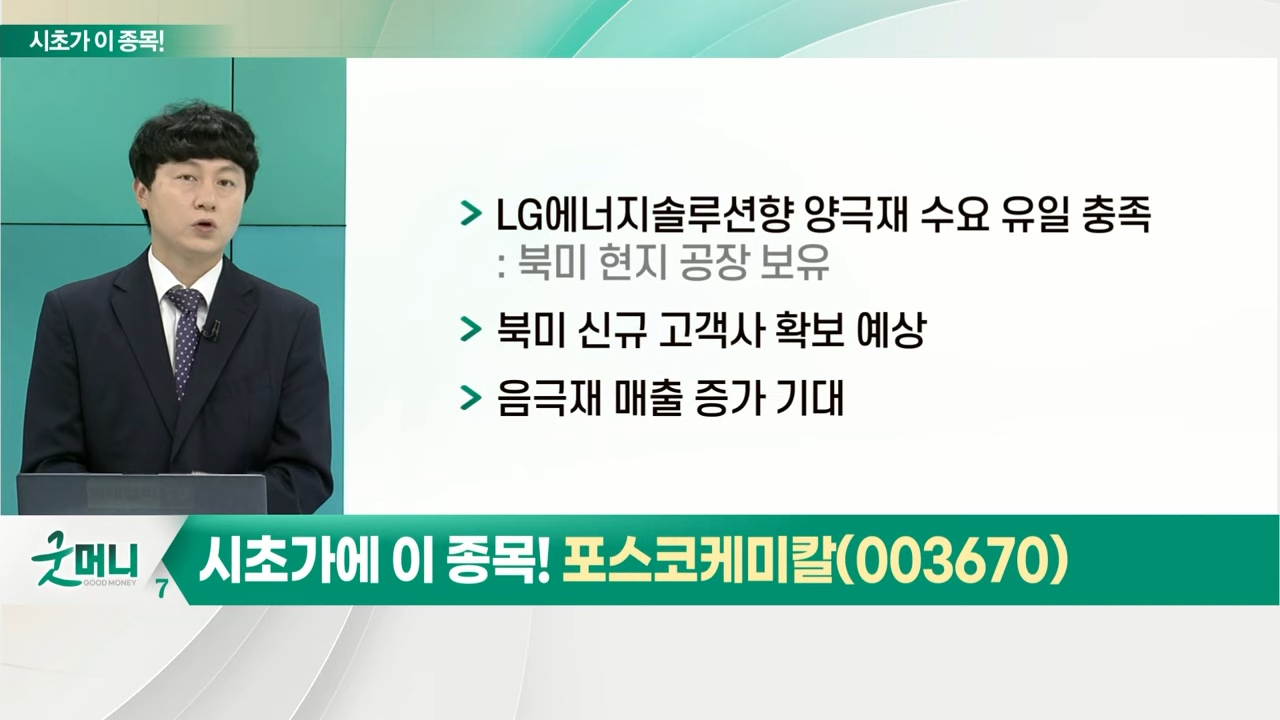 시초가 이 종목!
> LG에너지솔루션향 양극재 수요 유일 충족
: 북미 현지 공장 보유
> 북미 신규 고객사 확보 예상
> 음극재 매출 증가 기대
굿머니
GOOD MONEY
7
시초가에 이 종목! 포스코케미칼(003670)